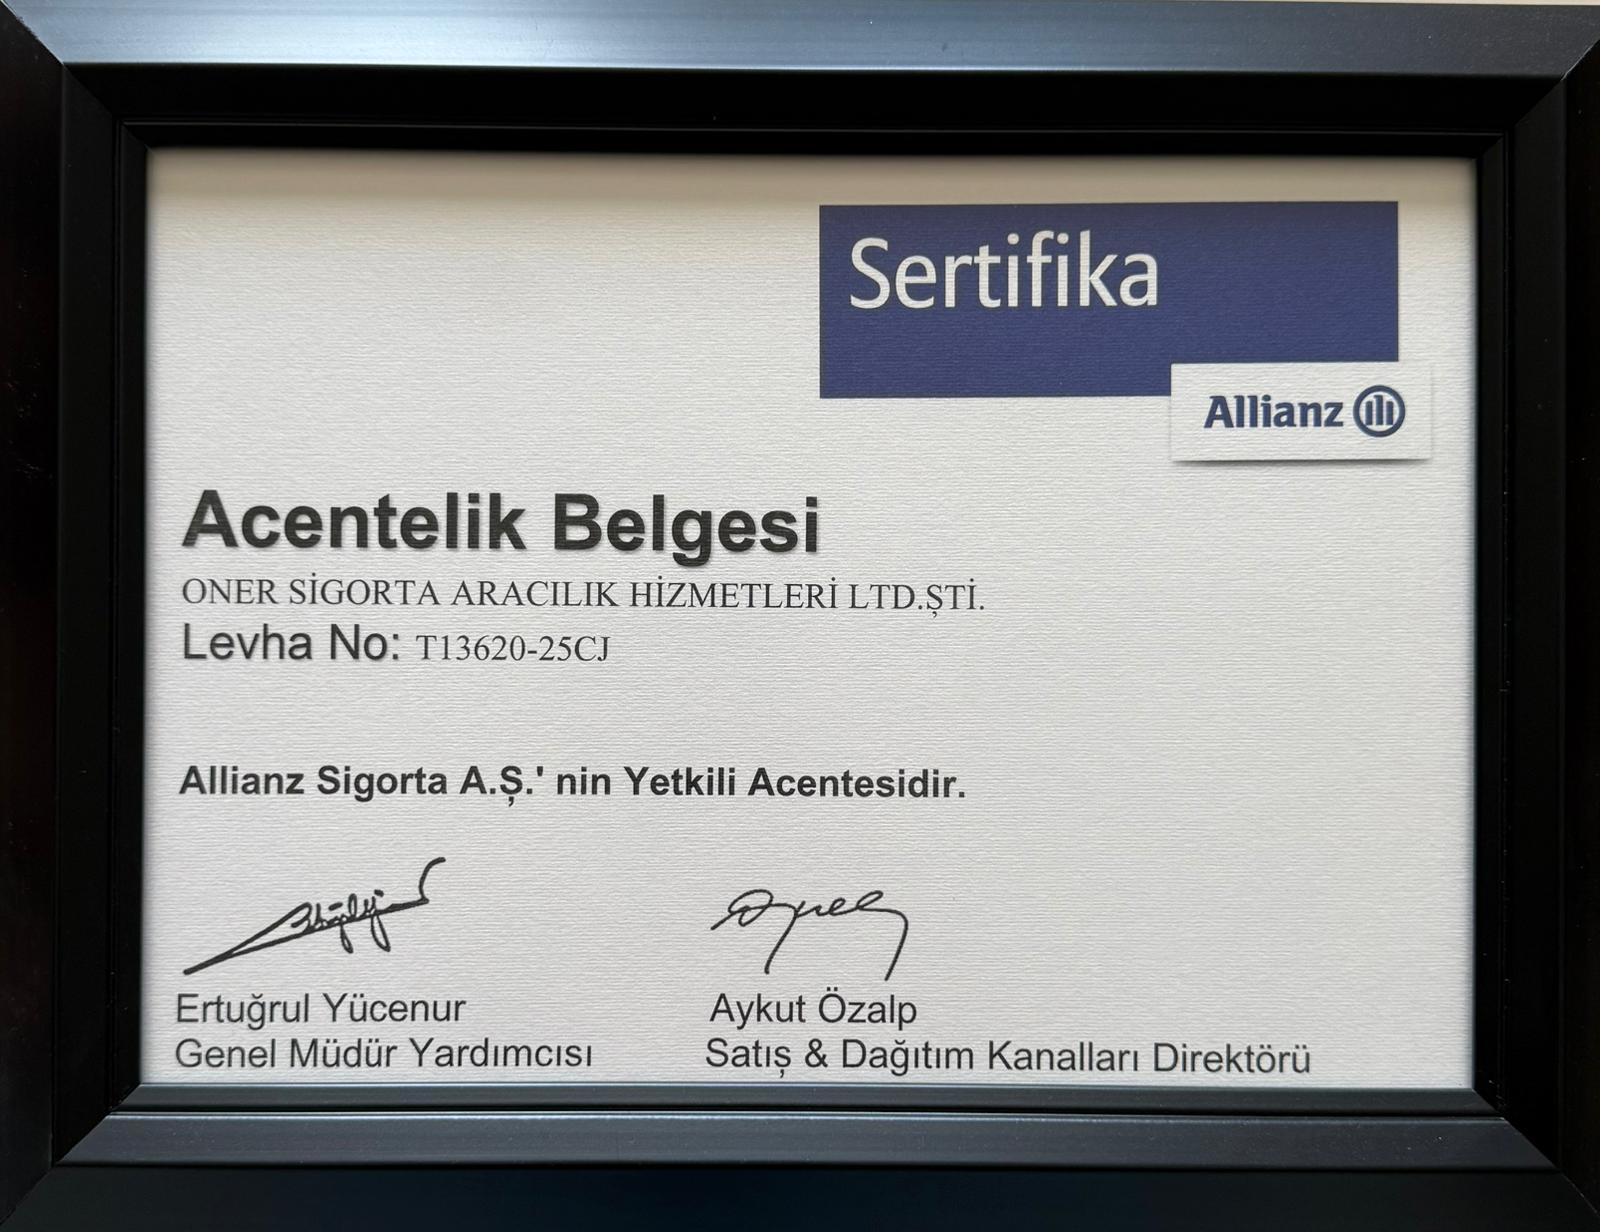 Sertifika
Allianz
Acentelik Belgesi
ONER SİGORTA ARACILIK HİZMETLERİ LTD.ŞTİ.
Levha No: T13620-25CJ
Allianz Sigorta A.Ş.' nin Yetkili Acentesidir.
Ertuğrul Yücenur
Genel Müdür Yardımcısı
Aykut Özalp
Satış & Dağıtım Kanalları Direktörü